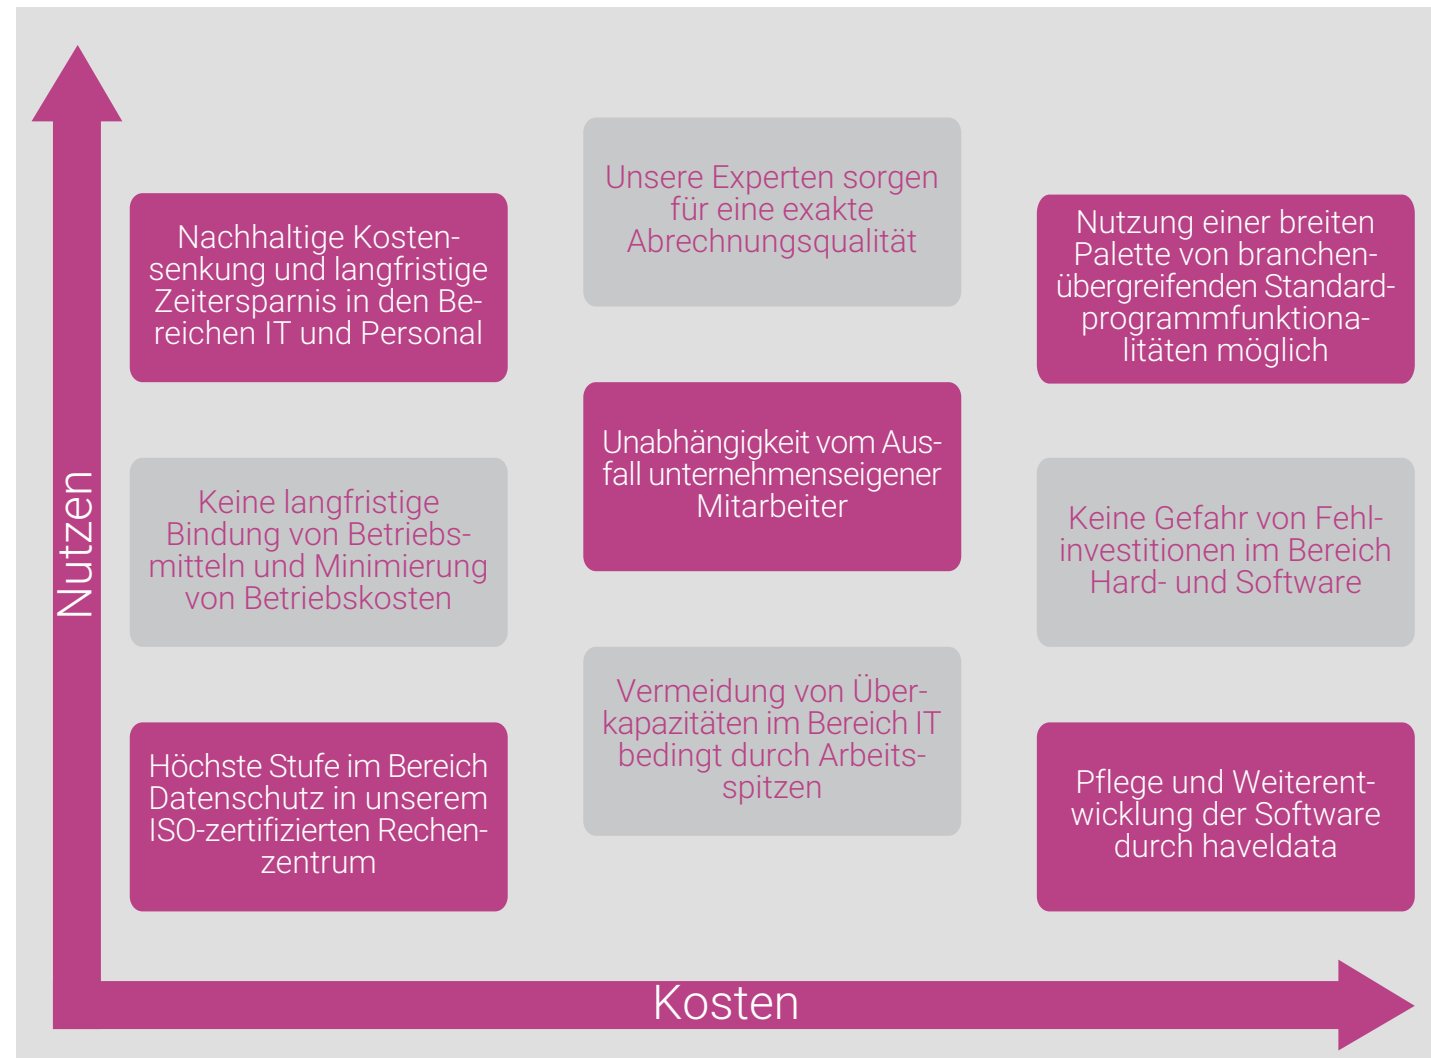 Nutzen
Nachhaltige Kosten-
senkung und langfristige
Zeitersparnis in den Be-
reichen IT und Personal
Keine langfristige
Bindung von Betriebs-
mitteln und Minimierung
von Betriebskosten
Höchste Stufe im Bereich
Datenschutz in unserem
ISO-zertifizierten Rechen-
zentrum
Unsere Experten sorgen
für eine exakte
Abrechnungsqualität
Unabhängigkeit vom Aus-
fall unternehmenseigener
Mitarbeiter
Vermeidung von Über-
kapazitäten im Bereich IT
bedingt durch Arbeits-
spitzen
Nutzung einer breiten
Palette von branchen-
übergreifenden Standard-
programmfunktiona-
litäten möglich
Keine Gefahr von Fehl-
investitionen im Bereich
Hard- und Software
Pflege und Weiterent-
wicklung der Software
durch haveldata
Kosten